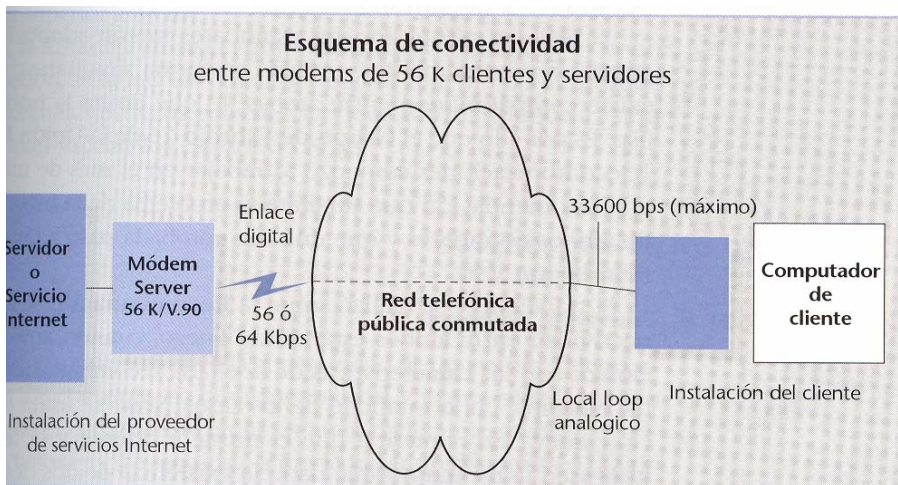 Esquema de conectividad
entre modems de 56 K clientes y servidores
Servidor
o
Servicio
Internet
Módem
Server
56 K/V.90
Enlace
digital
56 ó
64 Kbps
Red telefónica
pública conmutada
33600 bps (máximo)
Computador
de
cliente
Local loop
analógico
Instalación del cliente
Instalación del proveedor
de servicios Internet